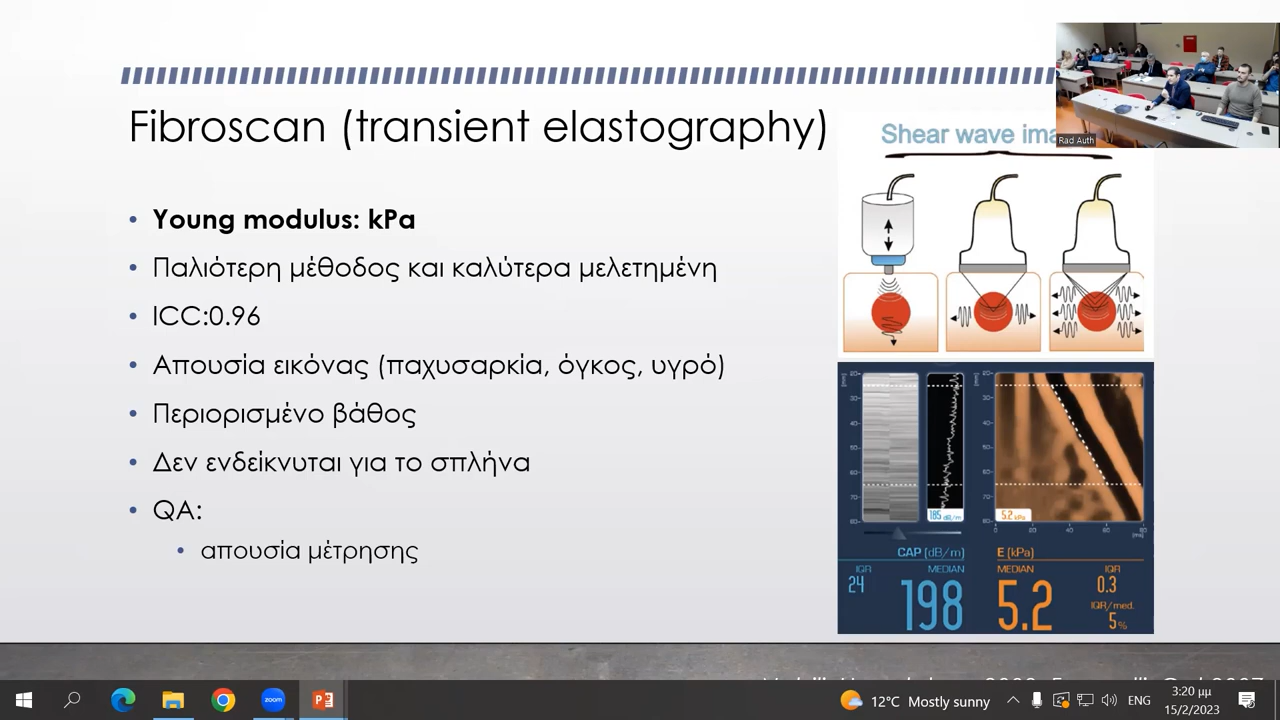 Fibroscan (transient elastography)
Shear wave
Rad Auth
Young modulus: kPa
Παλιότερη μέθοδος και καλύτερα μελετημένη
ICC:0.96
Απουσία εικόνας (παχυσαρκία, όγκος, υγρό)
Περιορισμένο βάθος
Δεν ενδείκνυται για το σπλήνα
QA:
απουσία μέτρησης
185 dB/m
5.2 kPa
CAP [dB/m]
E [kPa]
IQR
MEDIAN
MEDIAN
IQR
24
198
5.2
0.3
IQR/med.
5%
zoom
12°C Mostly sunny
ENG
3:20 μμ
15/2/2023